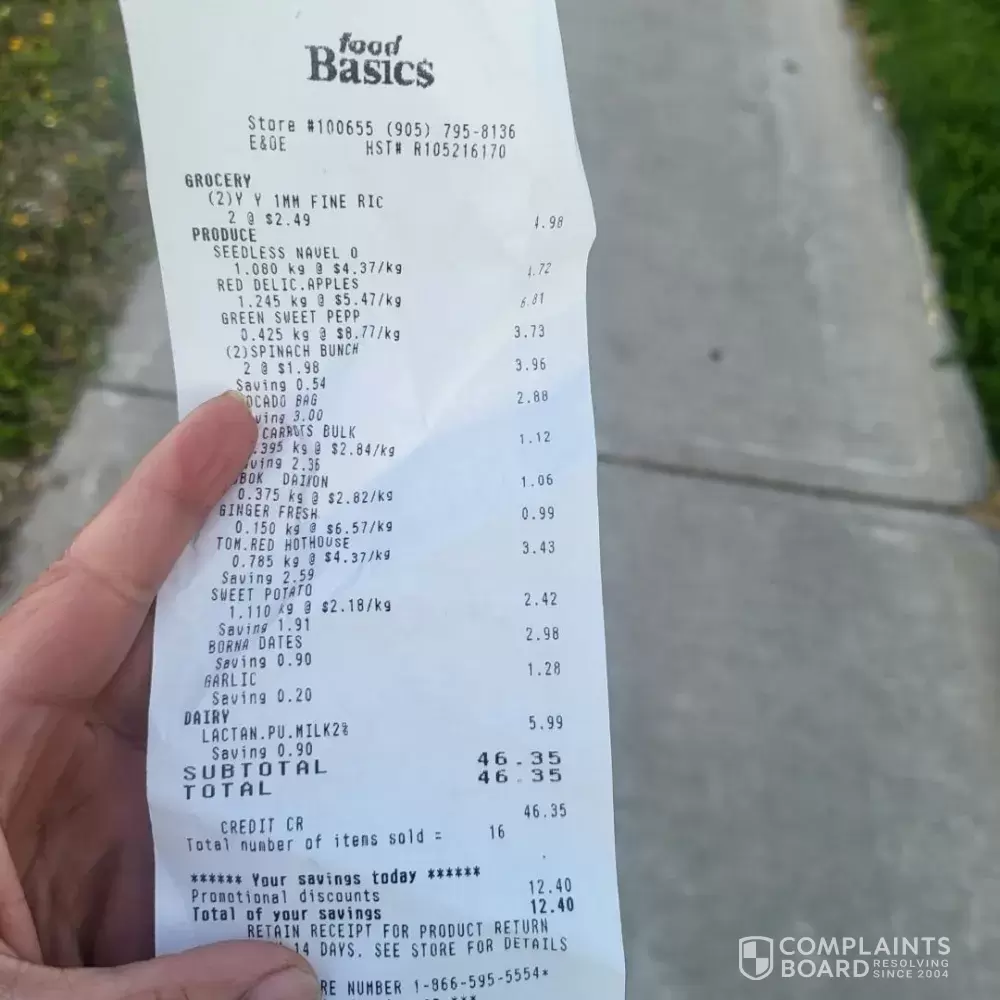 food
Basics
Store #100655 (905) 795-8136
E&OE HST# R105216170
GROCERY
(2)Y Y 1MM FINE RIC
2 @ $2.49 4.98
PRODUCE
SEEDLESS NAVEL O
1.080 kg @ $4.37/kg 4.72
RED DELIC.APPLES
1.245 kg @ $5.47/kg 6.81
GREEN SWEET PEPP
0.425 kg @ $8.77/kg 3.73
(2)SPINACH BUNCH
2 @ $1.98 3.96
Saving 0.54
OCADO BAG 2.88
ving 3.00
CARROTS BULK
.395 kg @ $2.84/kg 1.12
ving 2.36
BOK DAIKON
0.375 kg @ $2.82/kg 1.06
GINGER FRESH
0.150 kg @ $6.57/kg 0.99
TOM.RED HOTHOUSE
0.785 kg @ $4.37/kg 3.43
Saving 2.59
SWEET POTATO
1.110 kg @ $2.18/kg 2.42
Saving 1.91
BORNA DATES 2.98
Saving 0.90
GARLIC 1.28
Saving 0.20
DAIRY
LACTAN.PU.MILK2% 5.99
Saving 0.90
SUBTOTAL 46.35
TOTAL 46.35
CREDIT CR 46.35
Total number of items sold = 16
****** Your savings today ******
Promotional discounts 12.40
Total of your savings 12.40
RETAIN RECEIPT FOR PRODUCT RETURN
14 DAYS. SEE STORE FOR DETAILS
RE NUMBER 1-866-595-5554*
COMPLAINTS
BOARD RESOLVING
SINCE 2004